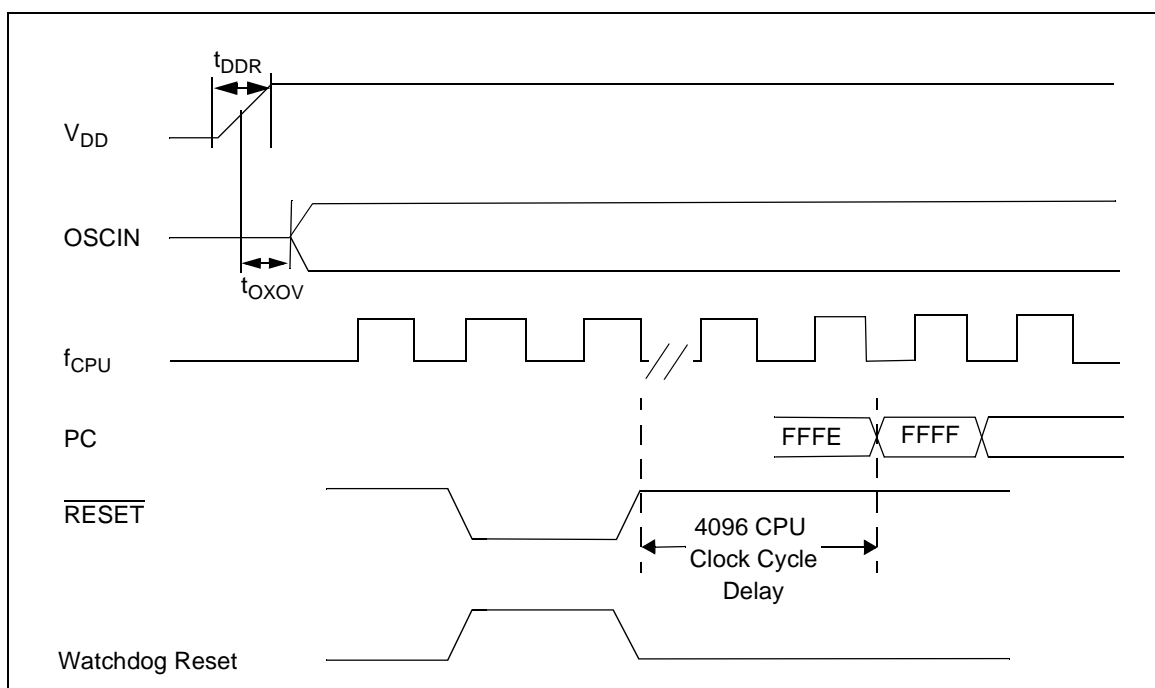 tDDR
VDD
OSCIN
tOXOV
fCPU
PC
FFFE
FFFF
RESET
4096 CPU
Clock Cycle
Delay
Watchdog Reset